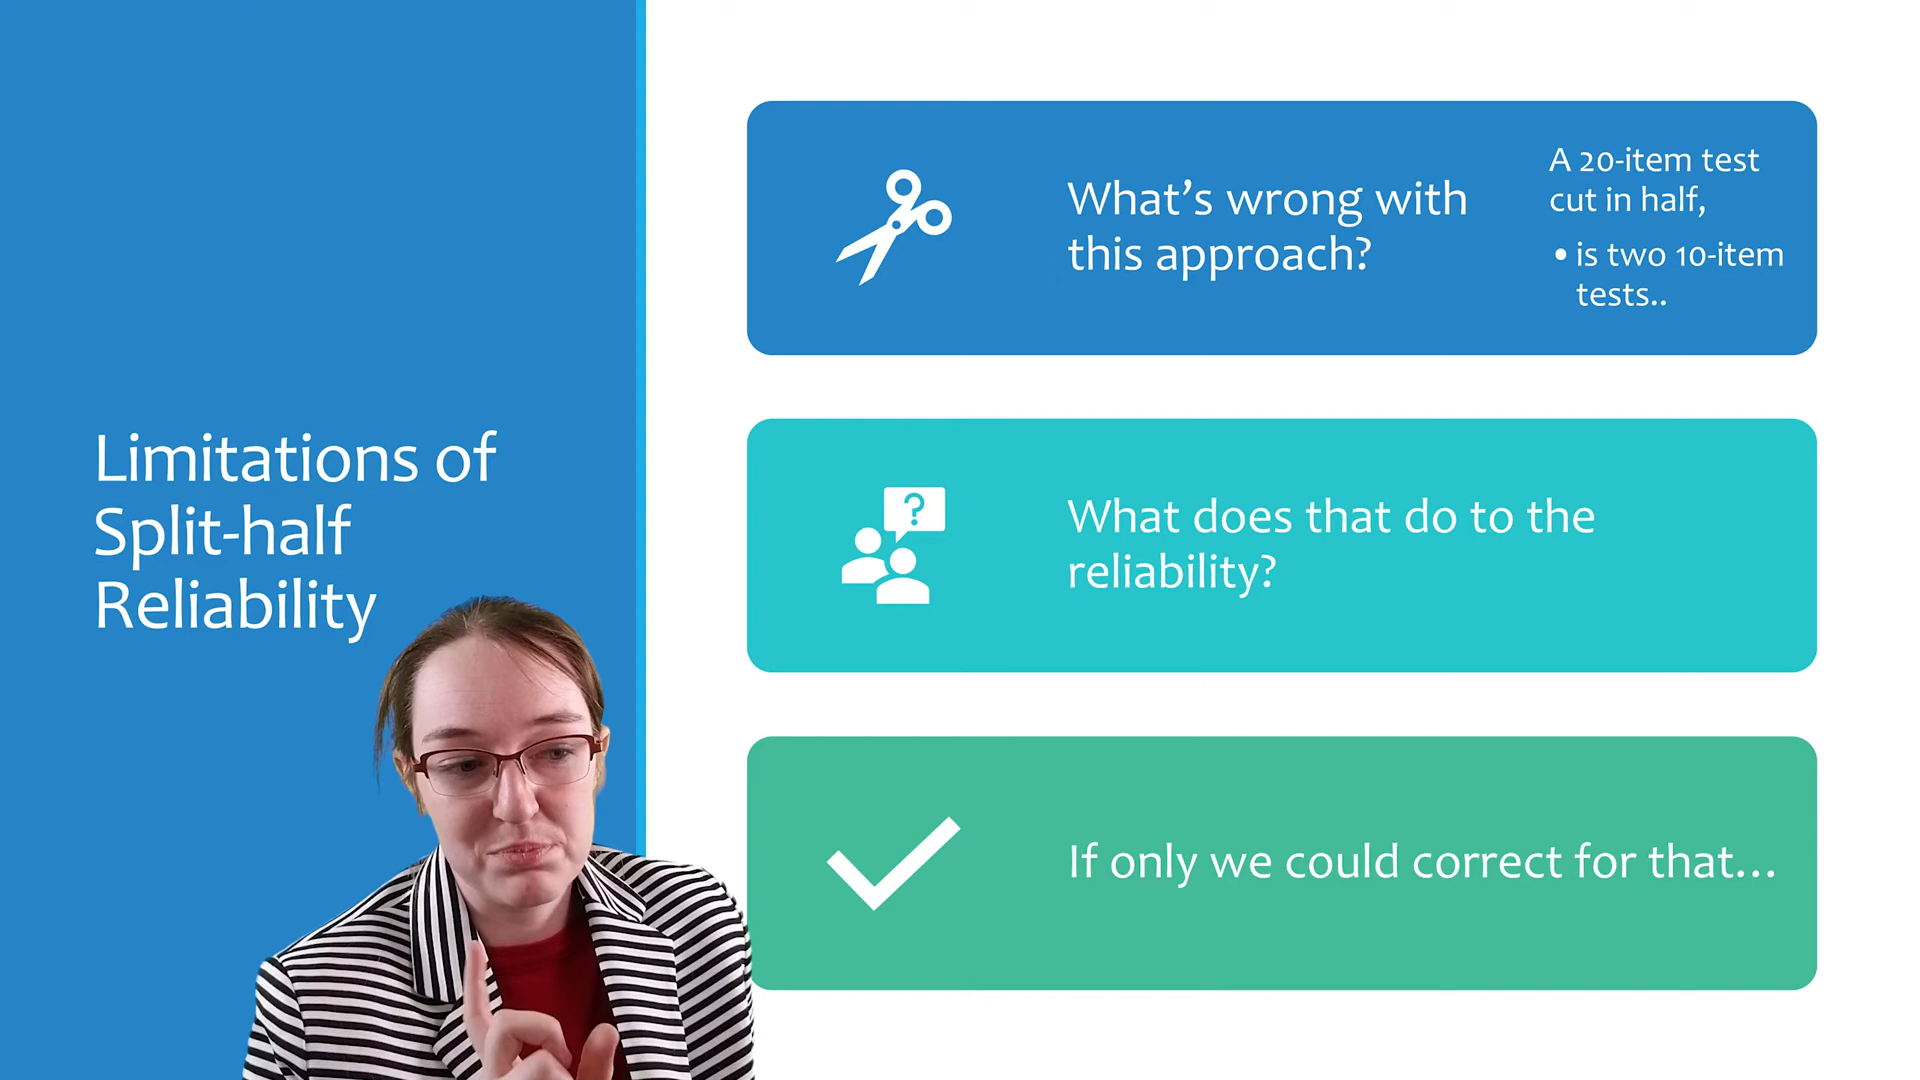 Limitations of
Split-half
Reliability
What's wrong with
this approach?
A 20-item test
cut in half,
• is two 10-item
tests..
?
What does that do to the
reliability?
If only we could correct for that...